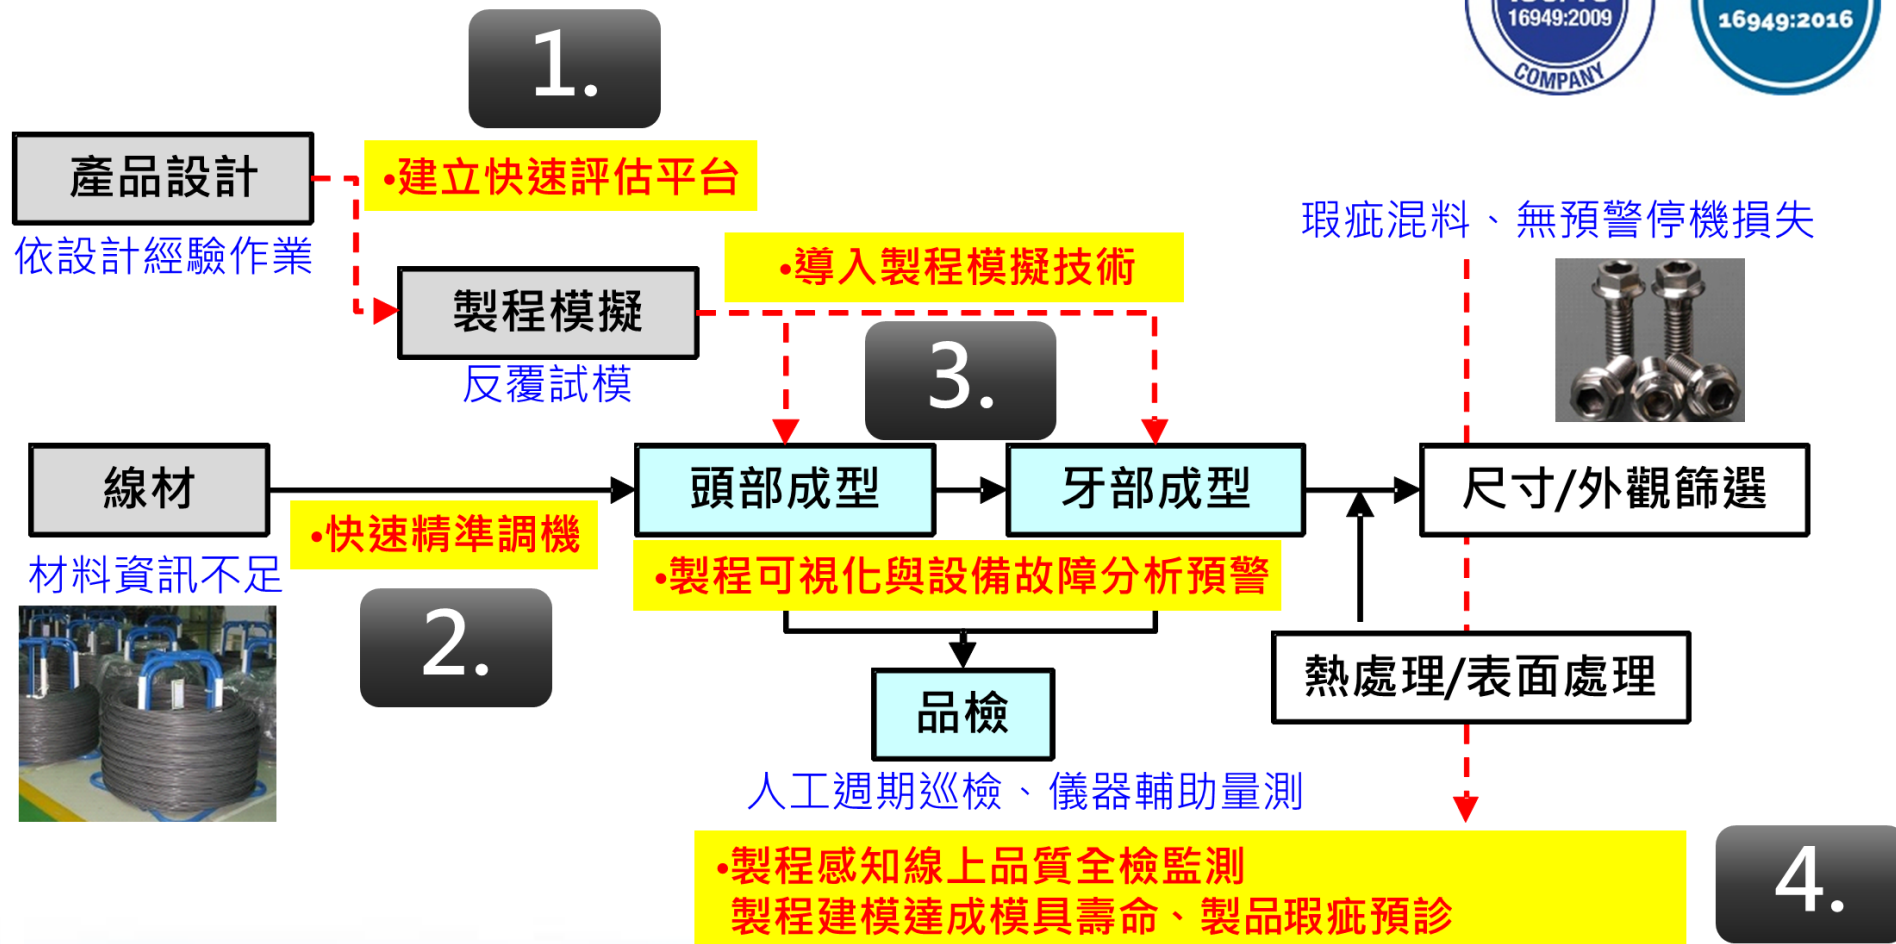 16949:2009
COMPANY
16949:2016
1.
產品設計
•建立快速評估平台
依設計經驗作業
瑕疵混料、無預警停機損失
•導入製程模擬技術
製程模擬
反覆試模
3.
線材
頭部成型
牙部成型
尺寸/外觀篩選
•快速精準調機
材料資訊不足
•製程可視化與設備故障分析預警
2.
熱處理/表面處理
品檢
人工週期巡檢、儀器輔助量測
•製程感知線上品質全檢監測
製程建模達成模具壽命、製品瑕疵預診
4.